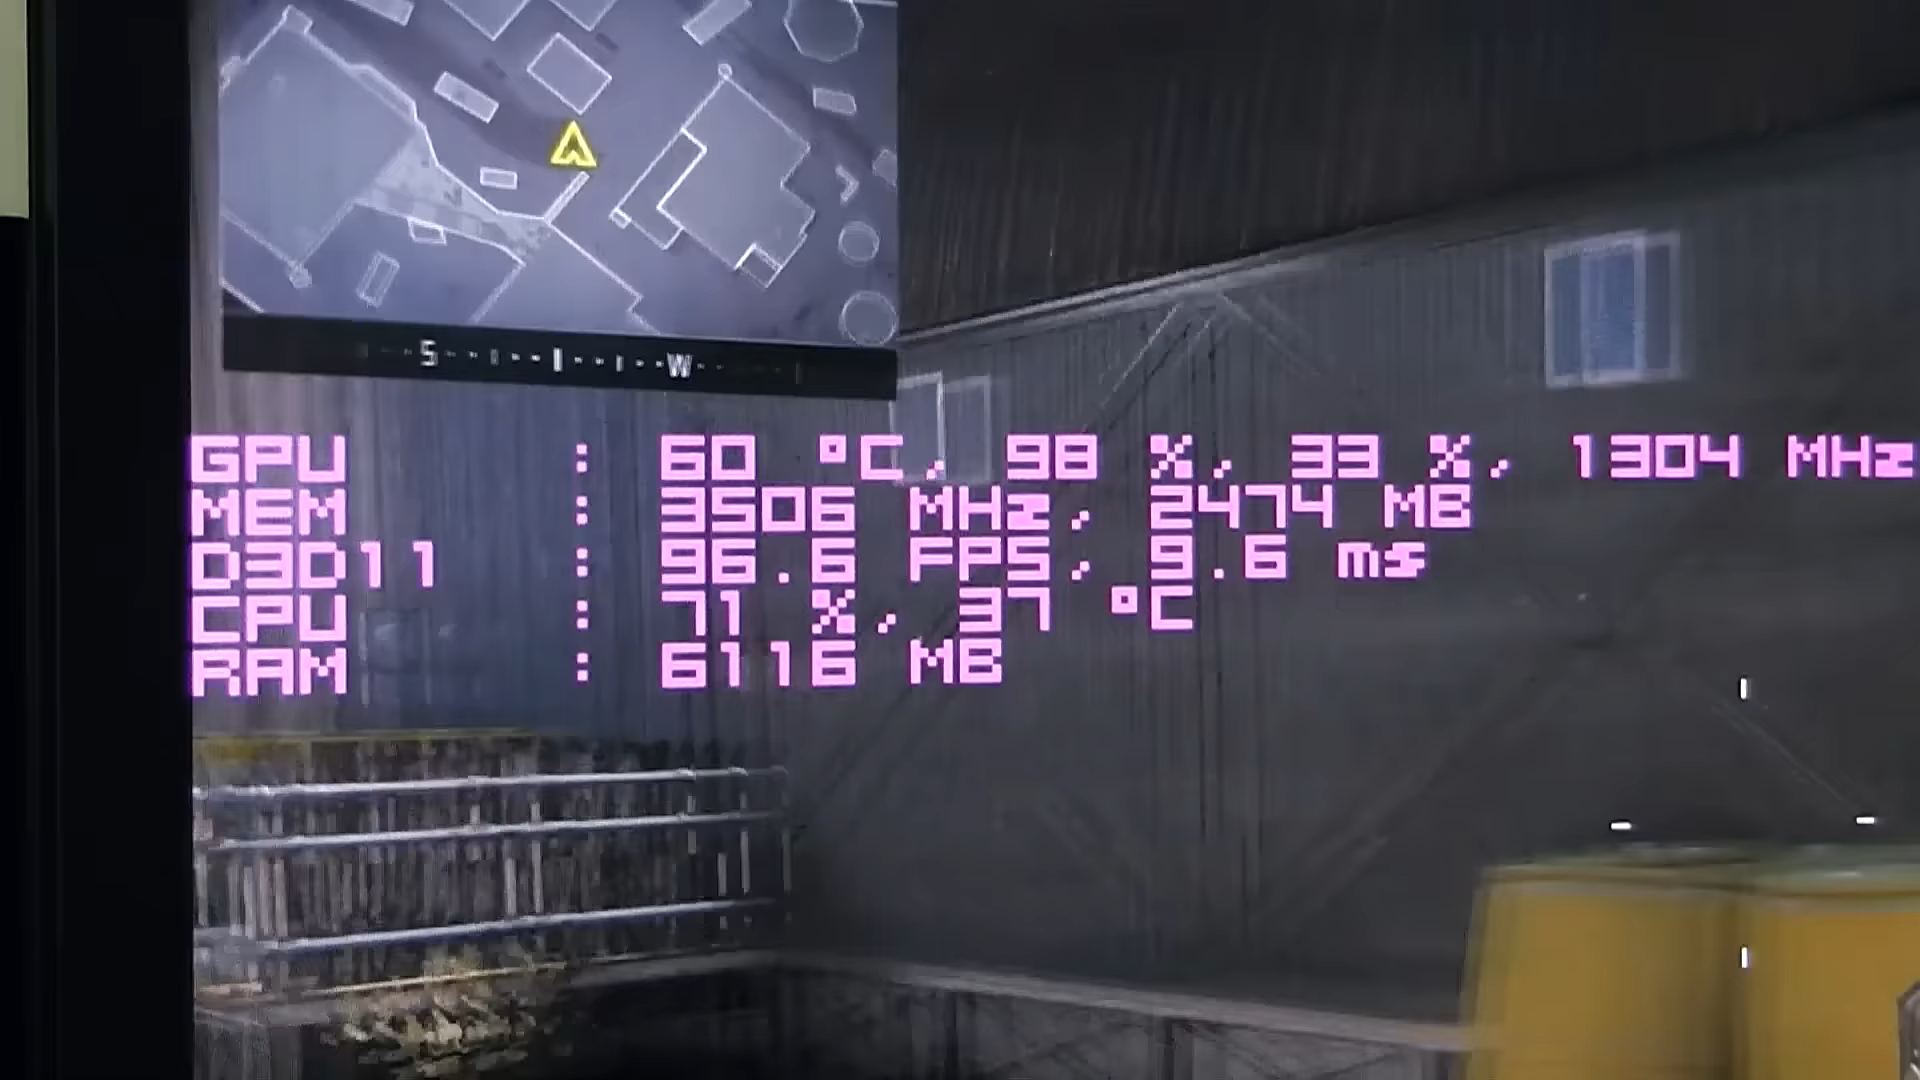 S W
GPU : 60 °C, 98 %, 33 %, 1304 MHz
MEM : 3506 MHz, 2474 MB
D3D11 : 96.6 FPS, 9.6 ms
CPU : 71 %, 37 °C
RAM : 6116 MB